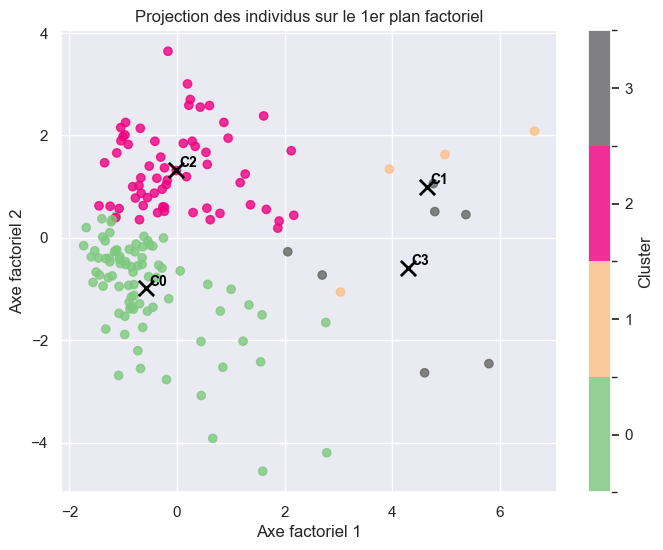 Projection des individus sur le 1er plan factoriel
4
2
0
−2
−4
Axe factoriel 2
C2
C1
C3
C0
−2
0
2
4
6
Axe factoriel 1
3
2
1
0
Cluster